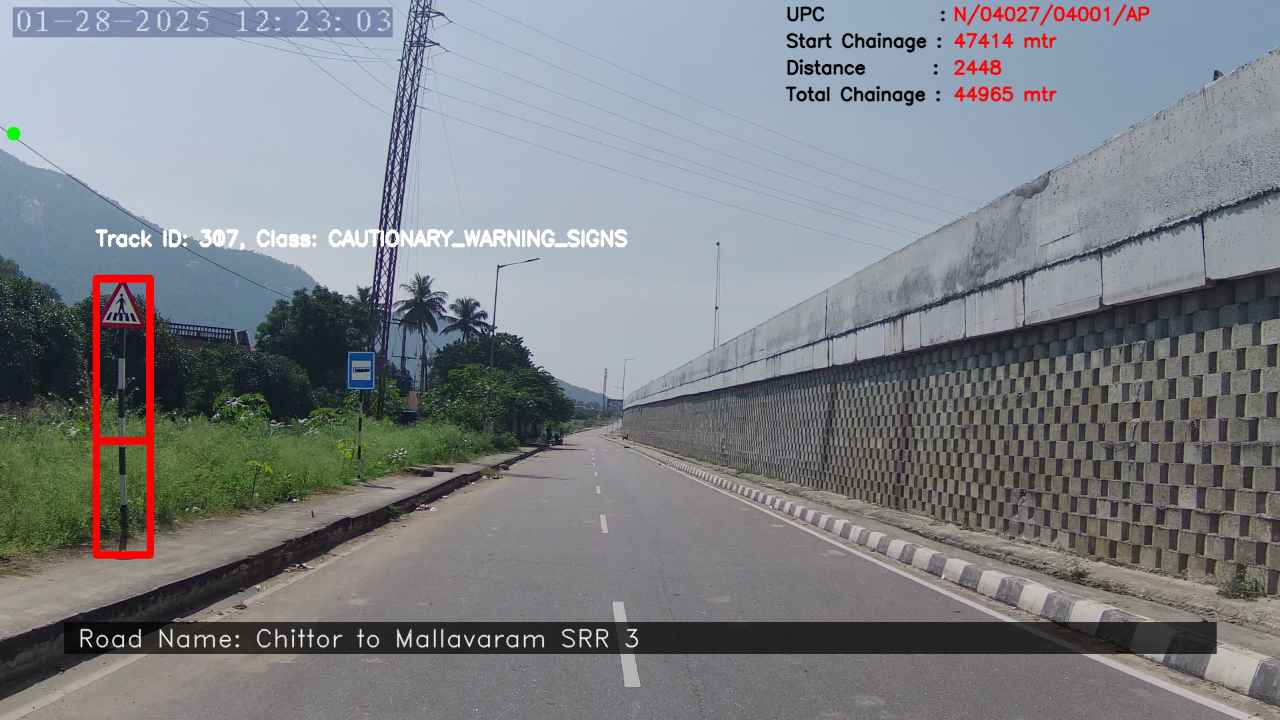 01-28-2025 12:23:03
UPC : N/04027/04001/AP
Start Chainage : 47414 mtr
Distance : 2448
Total Chainage : 44965 mtr
Track ID: 307, Class: CAUTIONARY_WARNING_SIGNS
Road Name: Chittor to Mallavaram SRR 3